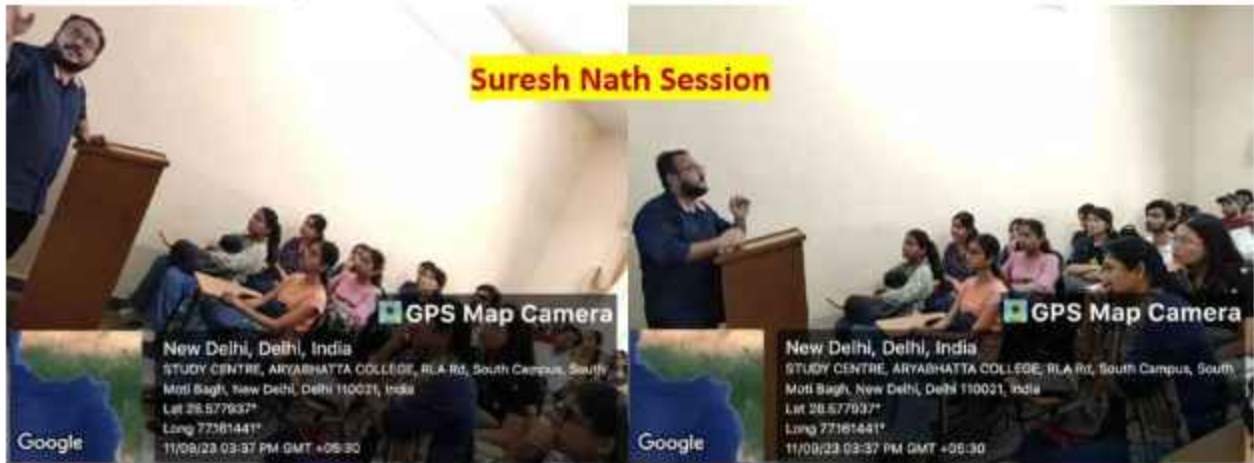 Suresh Nath Session
GPS Map Camera
New Delhi, Delhi, India
STUDY CENTRE, ARYABHATTA COLLEGE, RLA Rd, South Campus, South
Moti Bagh, New Delhi, Delhi 110021, India
Lat 28.577937°
Long 77.161441°
11/09/23 03:37 PM GMT +05:30
Google
GPS Map Camera
New Delhi, Delhi, India
STUDY CENTRE, ARYABHATTA COLLEGE, RLA Rd, South Campus, South
Moti Bagh, New Delhi, Delhi 110021, India
Lat 28.577937°
Long 77.161441°
11/09/23 03:37 PM GMT +05:30
Google